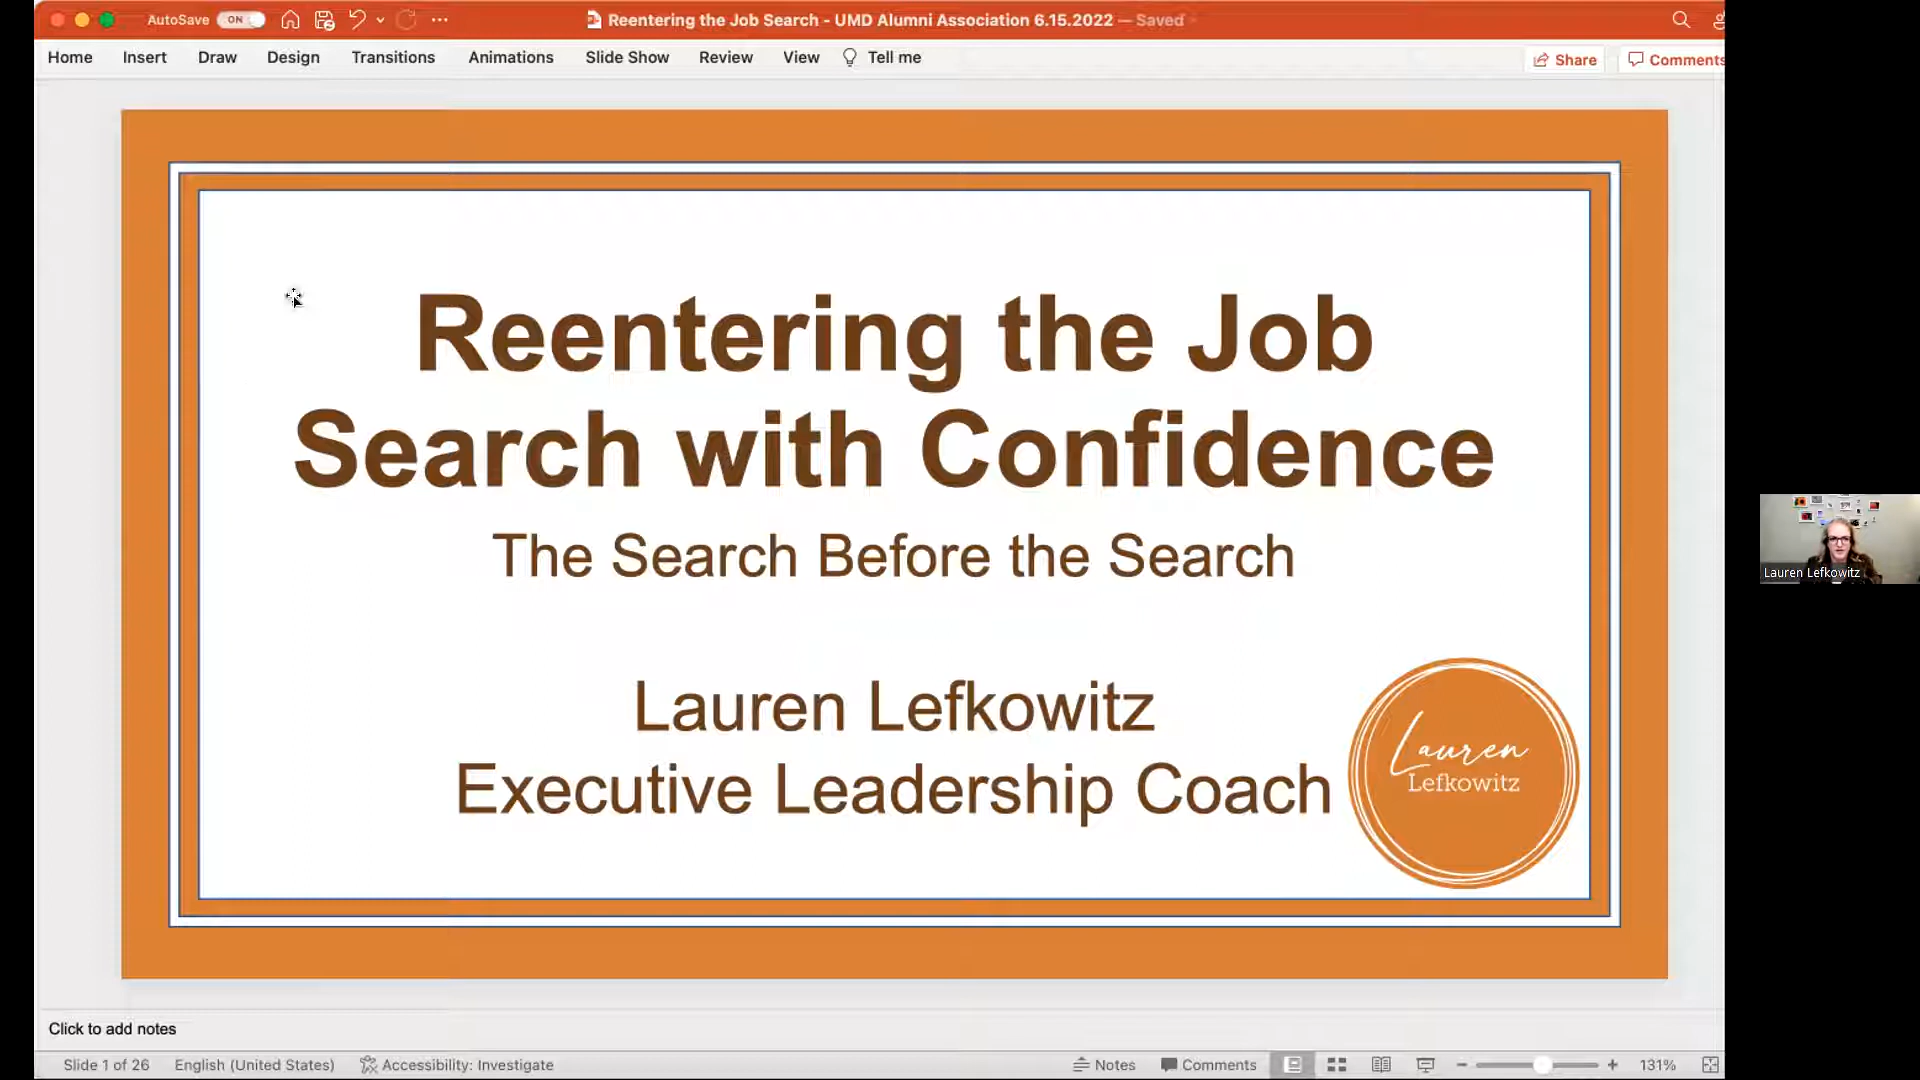 AutoSave ON
Reentering the Job Search - UMD Alumni Association 6.15.2022 — Saved
Home Insert Draw Design Transitions Animations Slide Show Review View Tell me
Share Comments
Reentering the Job
Search with Confidence
The Search Before the Search
Lauren Lefkowitz
Executive Leadership Coach
Lauren
Lefkowitz
Lauren Lefkowitz
Click to add notes
Slide 1 of 26 English (United States) Accessibility: Investigate Notes Comments 131%